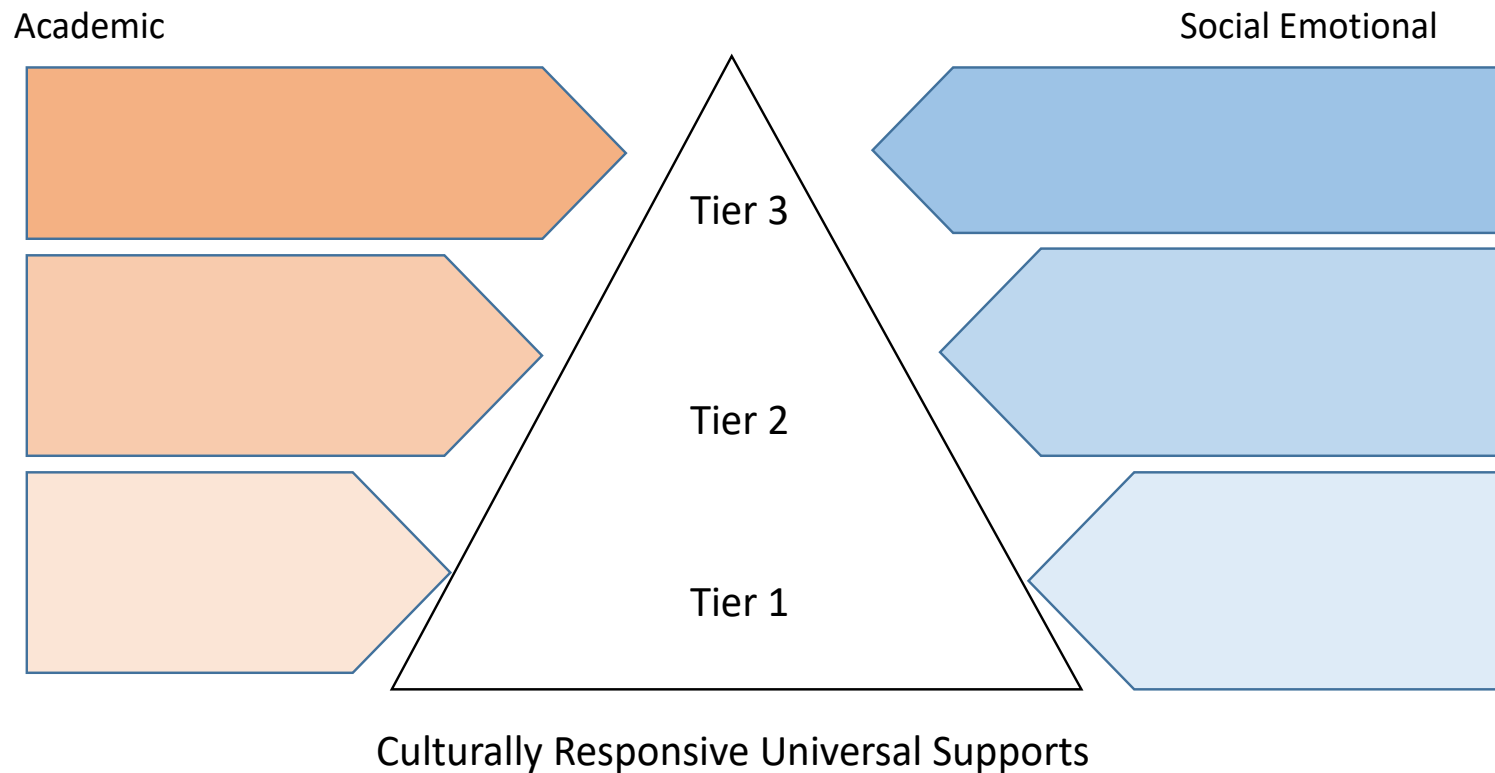 Academic
Social Emotional
Tier 3
Tier 2
Tier 1
Culturally Responsive Universal Supports